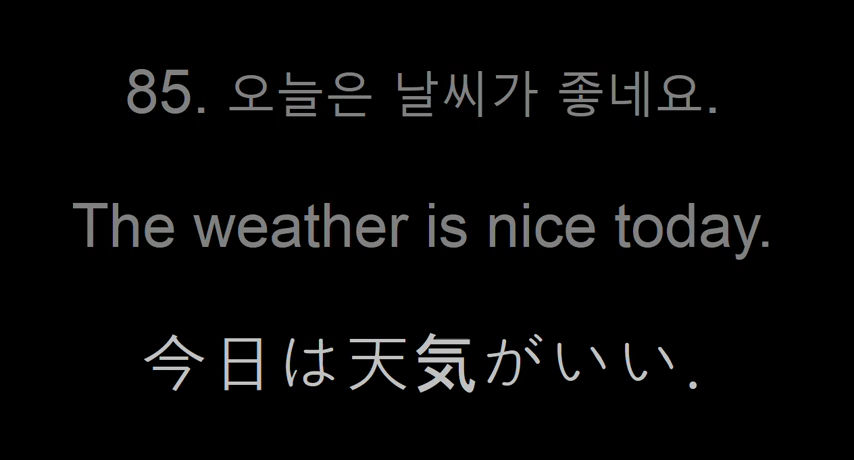 85. 오늘은 날씨가 좋네요.
The weather is nice today.
今日は天気がいい.